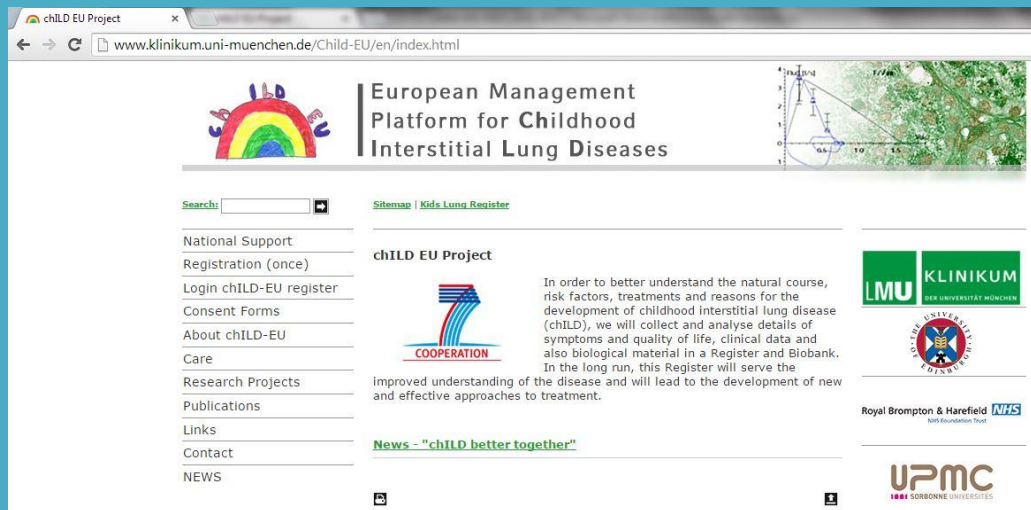 chILD EU Project
www.klinikum.uni-muenchen.de/Child-EU/en/index.html
chILD EU
European Management
Platform for Childhood
Interstitial Lung Diseases
Search:
Sitemap | Kids Lung Register
National Support
Registration (once)
Login chILD-EU register
Consent Forms
About chILD-EU
Care
Research Projects
Publications
Links
Contact
NEWS
chILD EU Project
7
COOPERATION
In order to better understand the natural course,
risk factors, treatments and reasons for the
development of childhood interstitial lung disease
(chILD), we will collect and analyse details of
symptoms and quality of life, clinical data and
also biological material in a Register and Biobank.
In the long run, this Register will serve the
improved understanding of the disease and will lead to the development of new
and effective approaches to treatment.
News - "chILD better together"
LMU
KLINIKUM
DER UNIVERSITÄT MÜNCHEN
THE UNIVERSITY OF EDINBURGH
Royal Brompton & Harefield NHS
NHS Foundation Trust
UPMC
SORBONNE UNIVERSITÉS